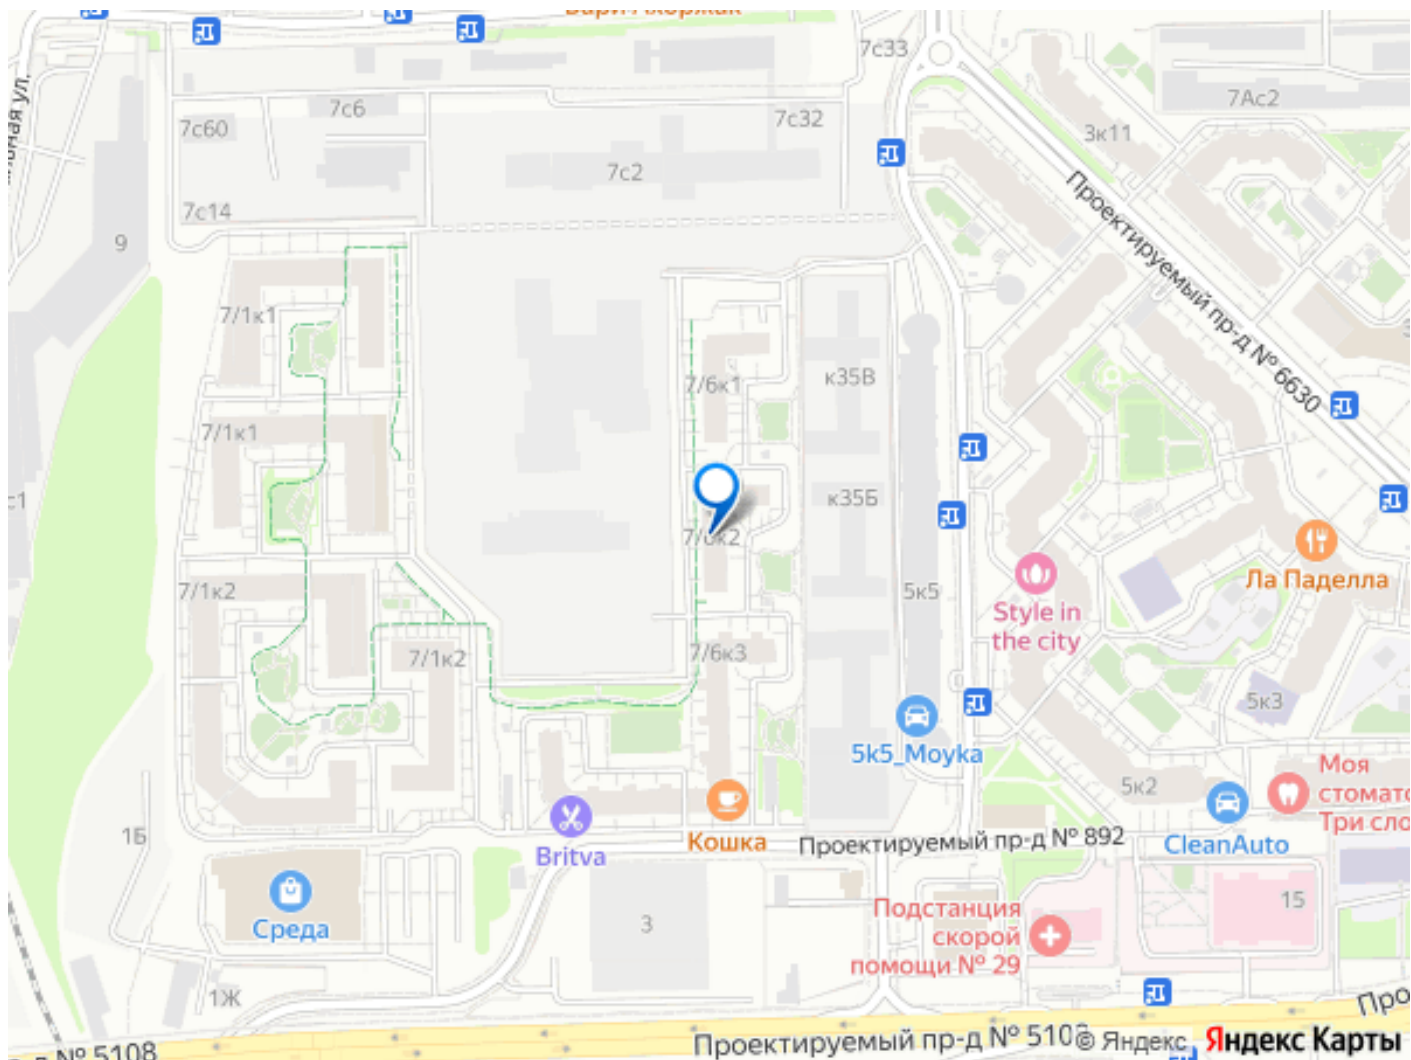 7с33
7Ас2
7с6
7с60
7с32
3к11
7с2
7с14
9
Проектируемый пр-д № 6630
7/1к1
7/6к1
к35В
7/1к1
к35Б
7/6к2
Ла Паделла
7/1к2
5к5
Style in
the city
7/1к2
7/6к3
5к3
5k5_Moyka
5к2
Моя
Три
1Б
Britva
Кошка
Проектируемый пр-д № 892
CleanAuto
Среда
3
Подстанция
скорой
помощи № 29
15
1Ж
№ 5108
Проектируемый пр-д №
© Яндекс
Яндекс Карты